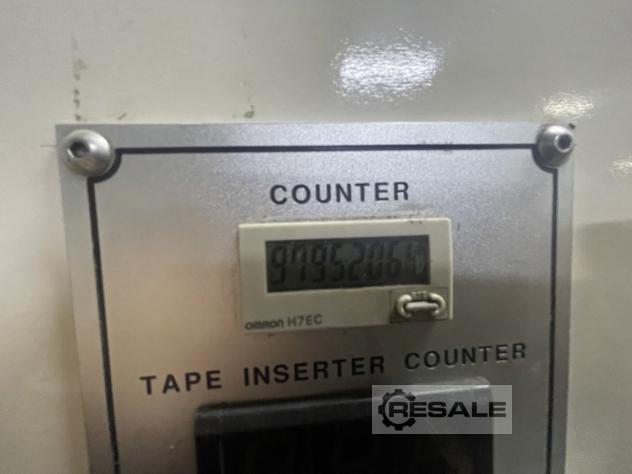 COUNTER
omron H7EC
TAPE INSERTER COUNTER
RESALE